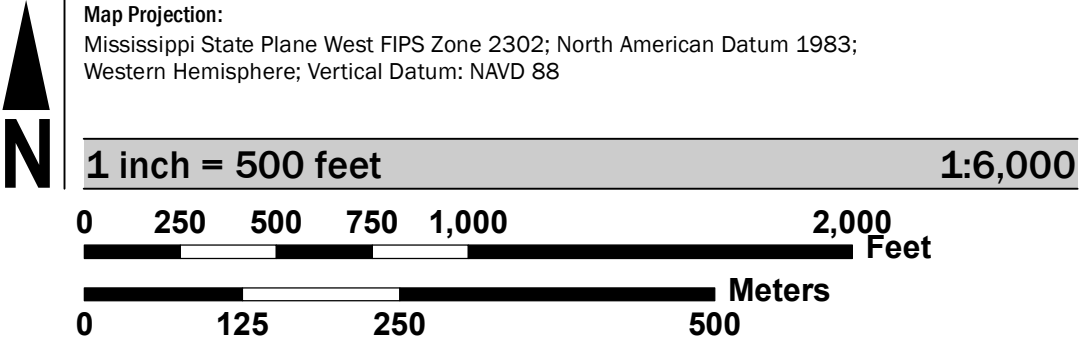 Map Projection:
Mississippi State Plane West FIPS Zone 2302; North American Datum 1983;
Western Hemisphere; Vertical Datum: NAVD 88
N
1 inch = 500 feet 1:6,000
0 250 500 750 1,000 2,000
Feet
Meters
0 125 250 500